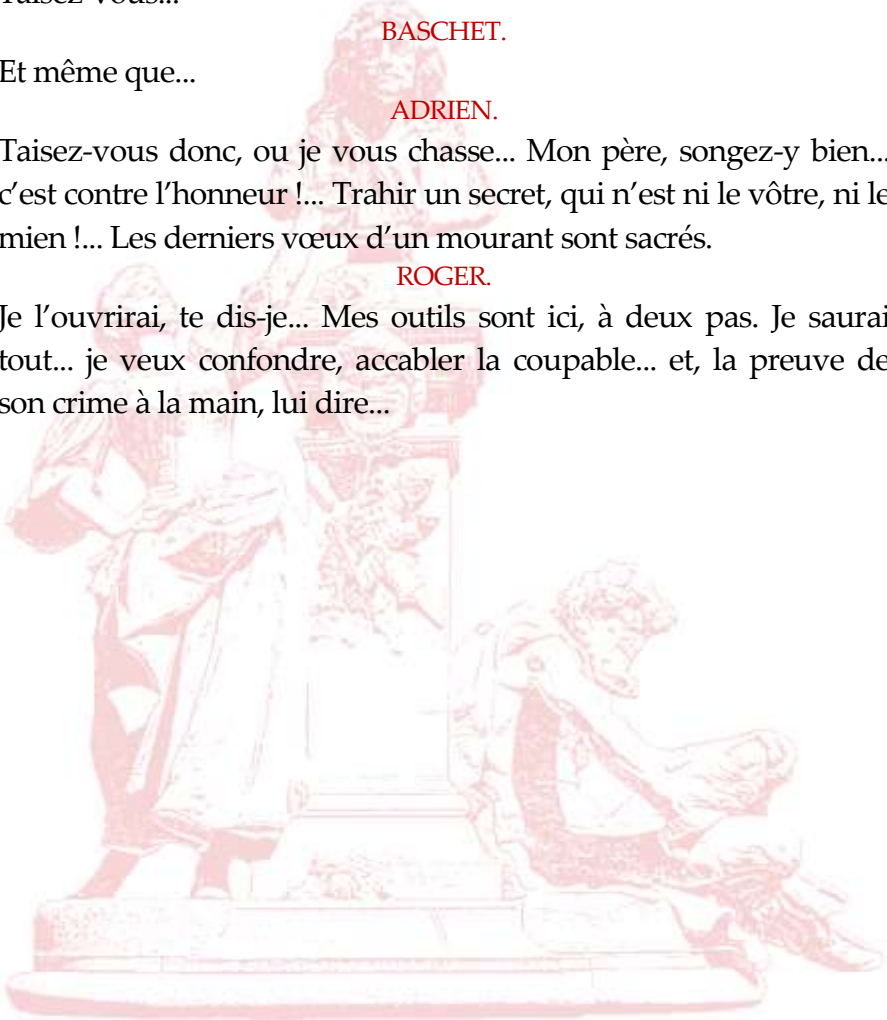 BASCHET.
Et même que...
ADRIEN.
Taisez-vous donc, ou je vous chasse... Mon père, songez-y bien...
c’est contre l’honneur !... Trahir un secret, qui n’est ni le vôtre, ni le
mien !... Les derniers vœux d’un mourant sont sacrés.
ROGER.
Je l’ouvrirai, te dis-je... Mes outils sont ici, à deux pas. Je saurai
tout... je veux confondre, accabler la coupable... et, la preuve de
son crime à la main, lui dire...